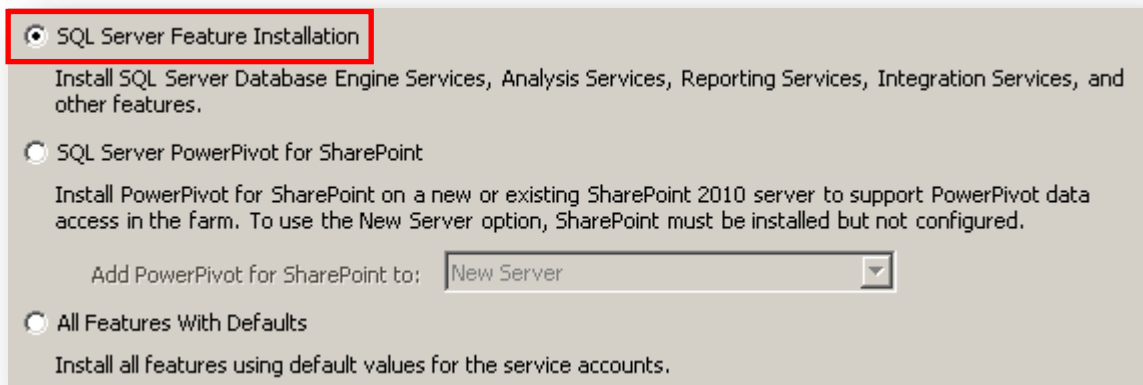 SQL Server Feature Installation
Install SQL Server Database Engine Services, Analysis Services, Reporting Services, Integration Services, and
other features.
SQL Server PowerPivot for SharePoint
Install PowerPivot for SharePoint on a new or existing SharePoint 2010 server to support PowerPivot data
access in the farm. To use the New Server option, SharePoint must be installed but not configured.
Add PowerPivot for SharePoint to: New Server
All Features With Defaults
Install all features using default values for the service accounts.